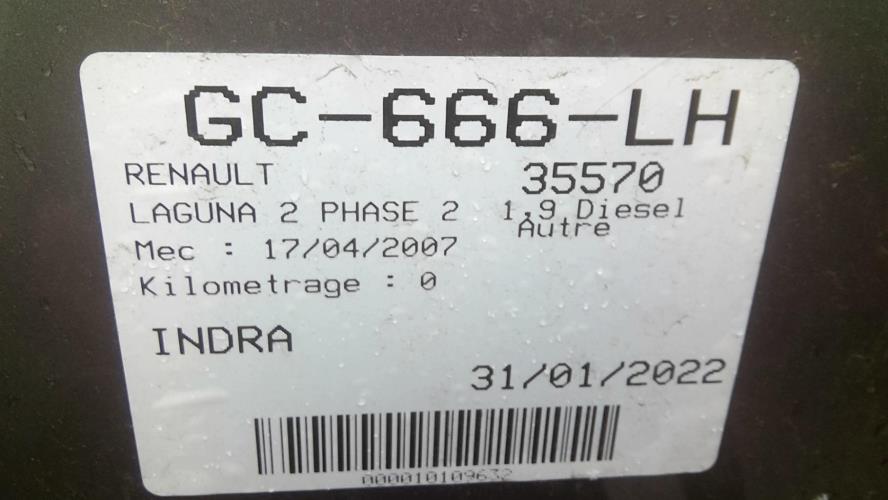 GC-666-LH
RENAULT 35570
LAGUNA 2 PHASE 2 1,9 Diesel
Autre
Mec : 17/04/2007
Kilometrage : 0
INDRA
31/01/2022
000010109632